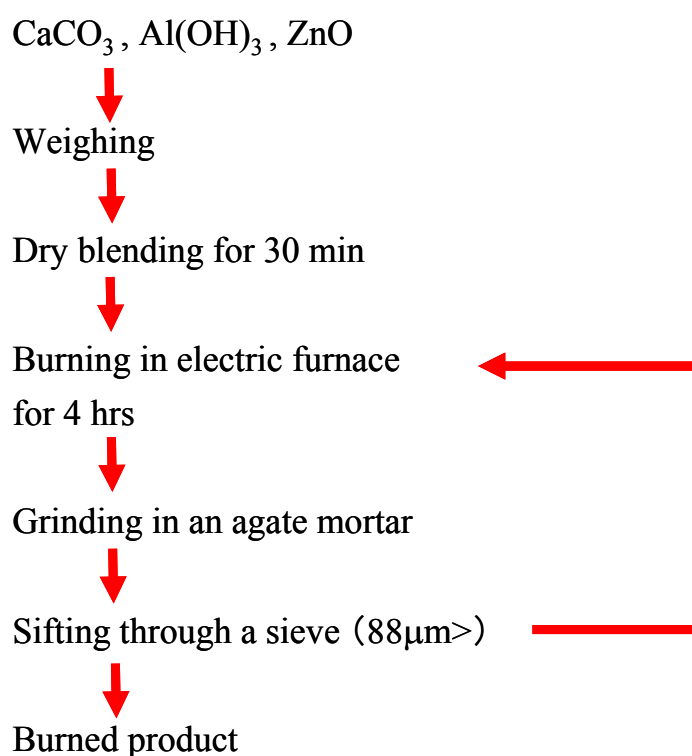 CaCO₃ , Al(OH)₃ , ZnO
Weighing
Dry blending for 30 min
Burning in electric furnace
for 4 hrs
Grinding in an agate mortar
Sifting through a sieve（88μm>）
Burned product